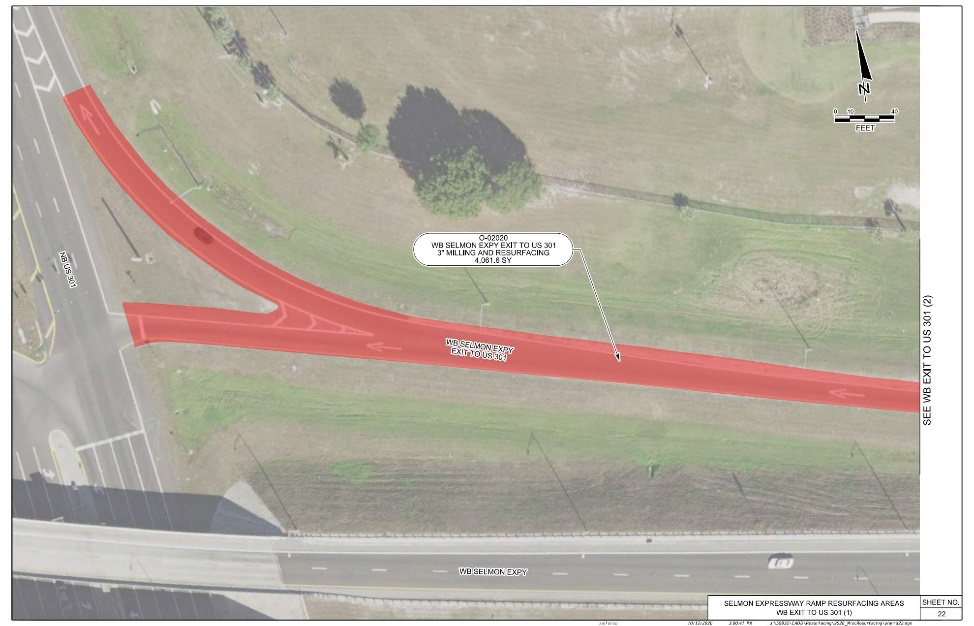 N
0 10 40
FEET
O-02020
WB SELMON EXPY EXIT TO US 301
3" MILLING AND RESURFACING
4,061.6 SY
NB US 301
WB SELMON EXPY
EXIT TO US 301
SEE WB EXIT TO US 301 (2)
WB SELMON EXPY
SELMON EXPRESSWAY RAMP RESURFACING AREAS
WB EXIT TO US 301 (1)
SHEET NO.
22